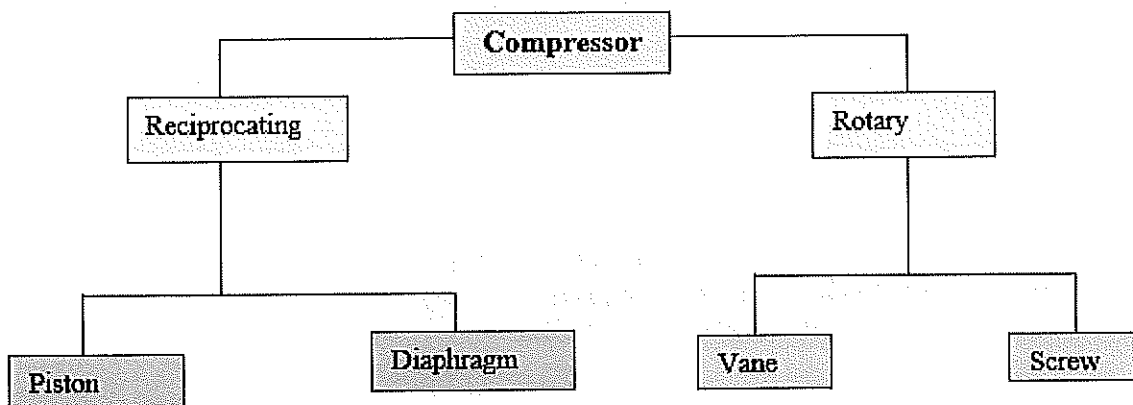 Compressor
Reciprocating
Rotary
Piston
Diaphragm
Vane
Screw